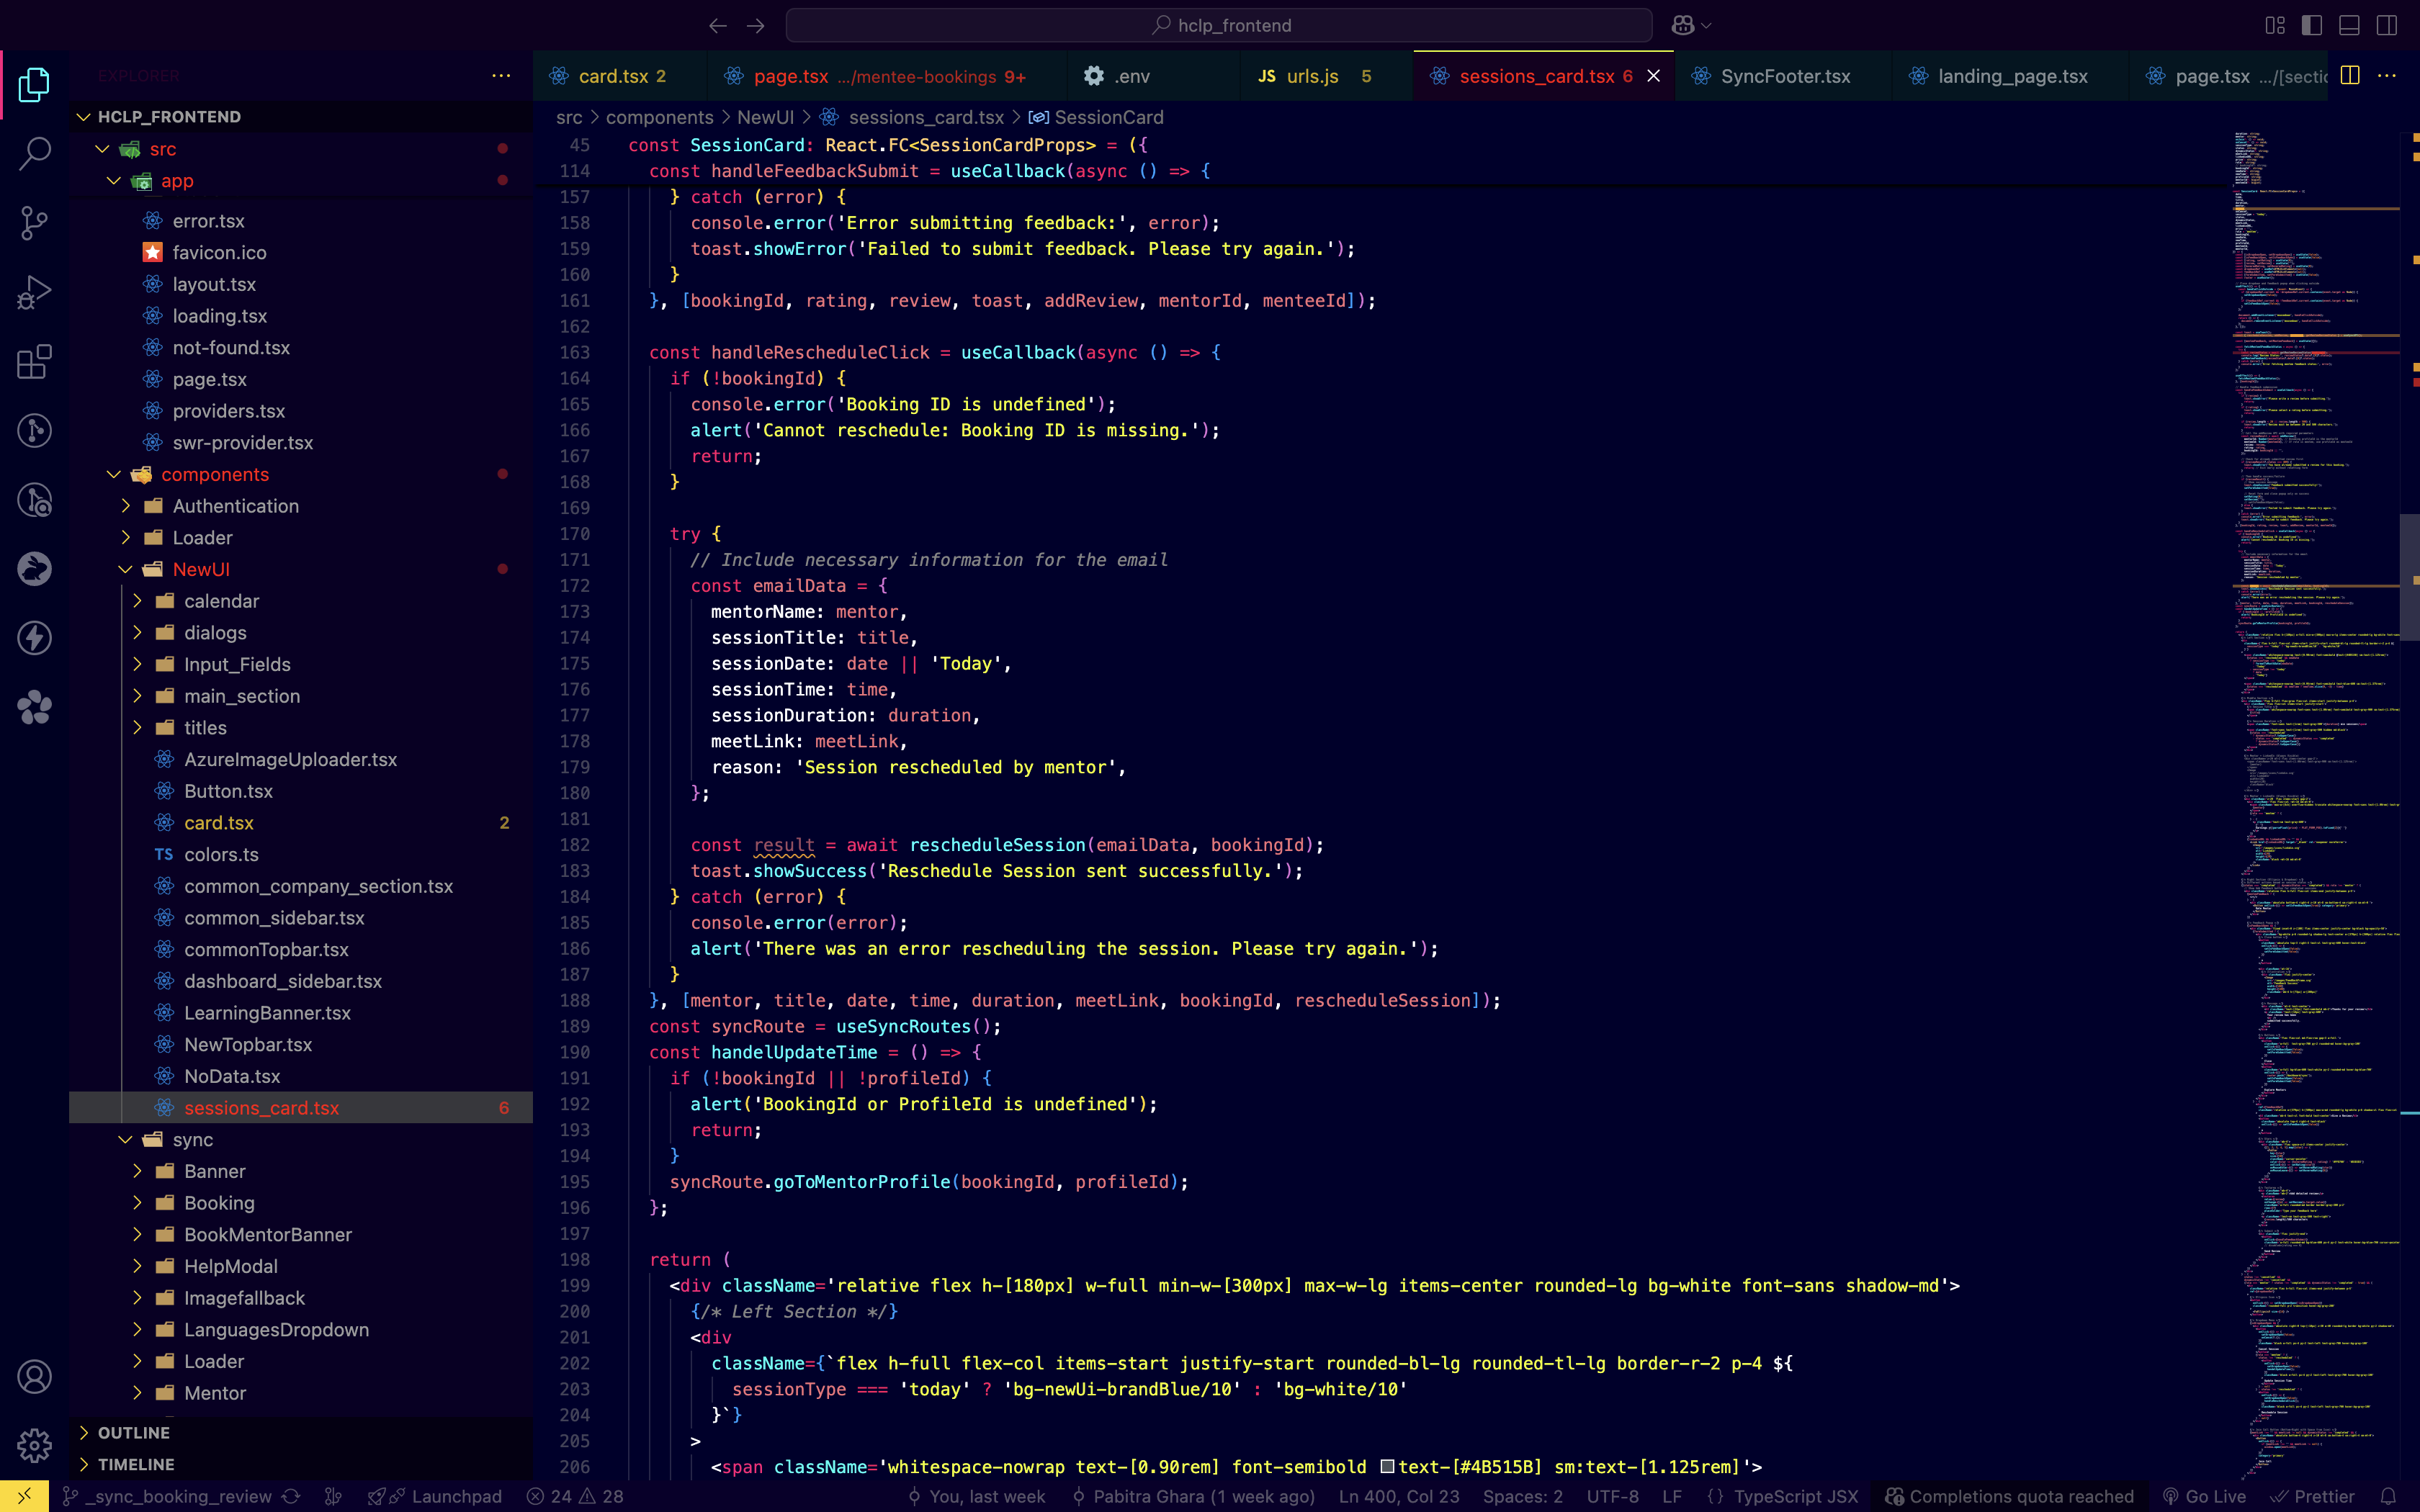 hclp_frontend
EXPLORER
card.tsx 2
page.tsx .../mentee-bookings 9+
.env
JS urls.js 5
sessions_card.tsx 6
SyncFooter.tsx
landing_page.tsx
page.tsx
HCLP_FRONTEND
src
app
error.tsx
favicon.ico
layout.tsx
loading.tsx
not-found.tsx
page.tsx
providers.tsx
swr-provider.tsx
components
Authentication
Loader
NewUI
calendar
dialogs
Input_Fields
main_section
titles
AzureImageUploader.tsx
Button.tsx
card.tsx 2
TS colors.ts
common_company_section.tsx
common_sidebar.tsx
commonTopbar.tsx
dashboard_sidebar.tsx
LearningBanner.tsx
NewTopbar.tsx
NoData.tsx
sessions_card.tsx 6
sync
Banner
Booking
BookMentorBanner
HelpModal
Imagefallback
LanguagesDropdown
Loader
Mentor
OUTLINE
TIMELINE
src > components > NewUI > sessions_card.tsx > SessionCard
45 const SessionCard: React.FC<SessionCardProps> = ({
114 const handleFeedbackSubmit = useCallback(async () => {
157 } catch (error) {
158 console.error('Error submitting feedback:', error);
159 toast.showError('Failed to submit feedback. Please try again.');
160 }
161 }, [bookingId, rating, review, toast, addReview, mentorId, menteeId]);
162
163 const handleRescheduleClick = useCallback(async () => {
164 if (!bookingId) {
165 console.error('Booking ID is undefined');
166 alert('Cannot reschedule: Booking ID is missing.');
167 return;
168 }
169
170 try {
171 // Include necessary information for the email
172 const emailData = {
173 mentorName: mentor,
174 sessionTitle: title,
175 sessionDate: date || 'Today',
176 sessionTime: time,
177 sessionDuration: duration,
178 meetLink: meetLink,
179 reason: 'Session rescheduled by mentor',
180 };
181
182 const result = await rescheduleSession(emailData, bookingId);
183 toast.showSuccess('Reschedule Session sent successfully.');
184 } catch (error) {
185 console.error(error);
186 alert('There was an error rescheduling the session. Please try again.');
187 }
188 }, [mentor, title, date, time, duration, meetLink, bookingId, rescheduleSession]);
189 const syncRoute = useSyncRoutes();
190 const handelUpdateTime = () => {
191 if (!bookingId || !profileId) {
192 alert('BookingId or ProfileId is undefined');
193 return;
194 }
195 syncRoute.goToMentorProfile(bookingId, profileId);
196 };
197
198 return (
199 <div className='relative flex h-[180px] w-full min-w-[300px] max-w-lg items-center rounded-lg bg-white font-sans shadow-md'>
200 {/* Left Section */}
201 <div
202 className={`flex h-full flex-col items-start justify-start rounded-bl-lg rounded-tl-lg border-r-2 p-4 ${
203 sessionType === 'today' ? 'bg-newUi-brandBlue/10' : 'bg-white/10'
204 }`}
205 >
206 <span className='whitespace-nowrap text-[0.90rem] font-semibold text-[#4B515B] sm:text-[1.125rem]'>
_sync_booking_review
Launchpad
24 28
You, last week
Pabitra Ghara (1 week ago)
Ln 400, Col 23
Spaces: 2
UTF-8
LF
{} TypeScript JSX
Completions quota reached
Go Live
Prettier